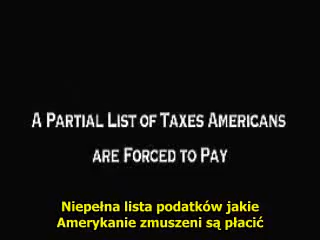 A Partial List of Taxes Americans
are Forced to Pay
Niepełna lista podatków jakie
Amerykanie zmuszeni są płacić